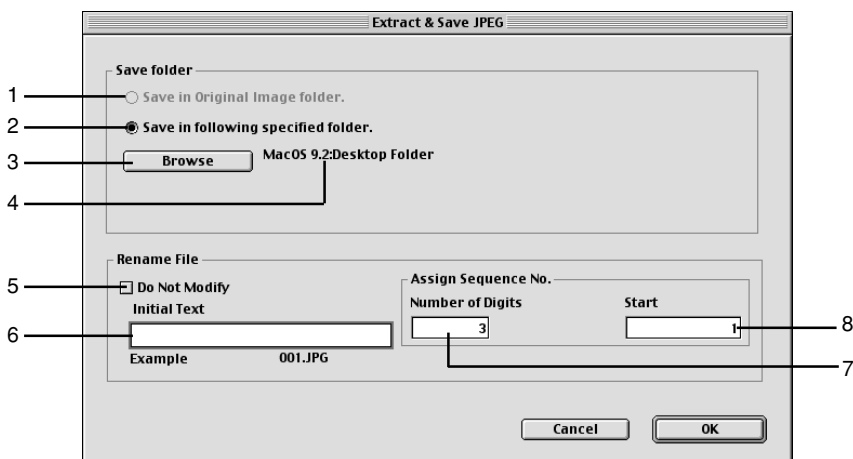 Extract & Save JPEG
Save folder
1
Save in Original Image folder.
2
Save in following specified folder.
3
Browse
MacOS 9.2:Desktop Folder
4
Rename File
5
Do Not Modify
Assign Sequence No.
Initial Text
Number of Digits
Start
6
3
1
8
Example
001.JPG
7
Cancel
OK